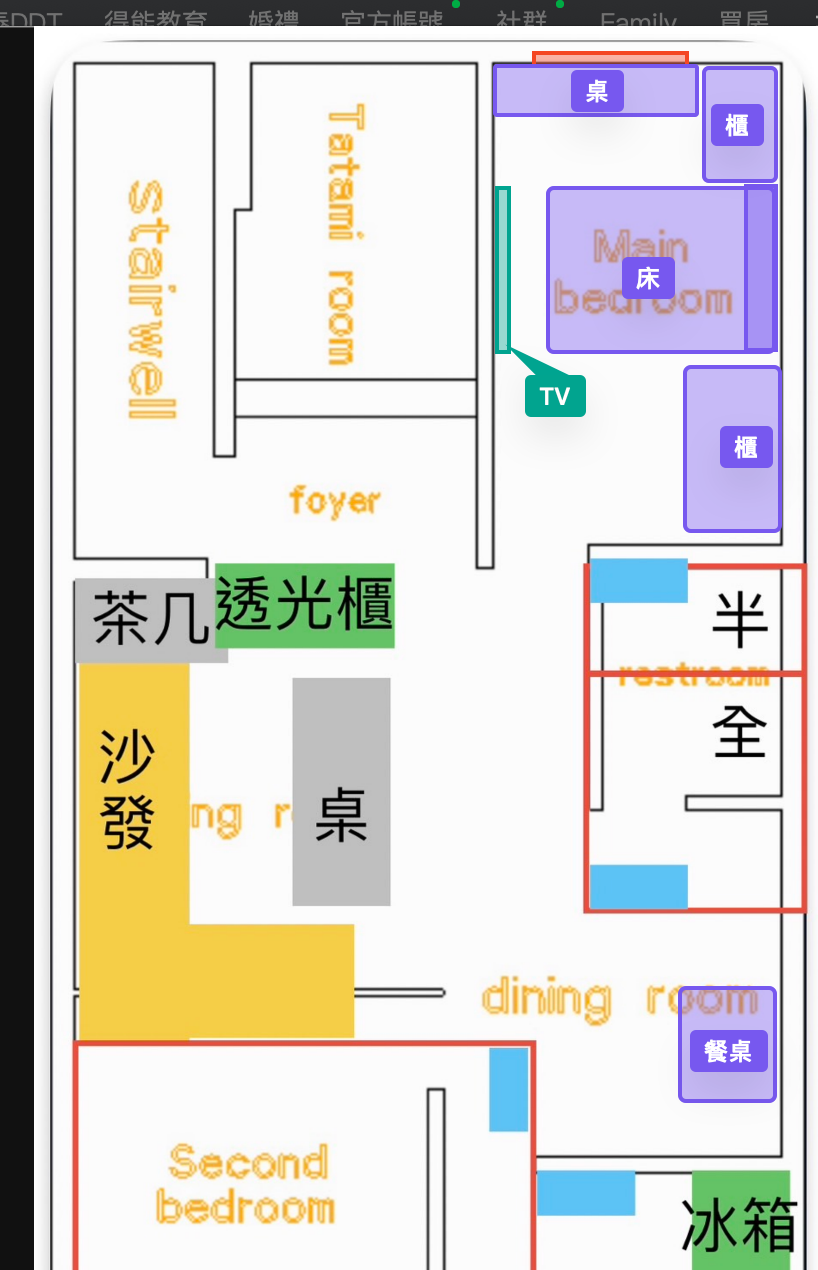 得能教育
婚禮
官方帳號
社群
Family
買房
桌
櫃
Stairwell
Tatami room
Main
bedroom
床
TV
櫃
foyer
茶几
透光櫃
半
restroom
全
沙
發
ng r
桌
dining room
餐桌
Second
bedroom
冰箱